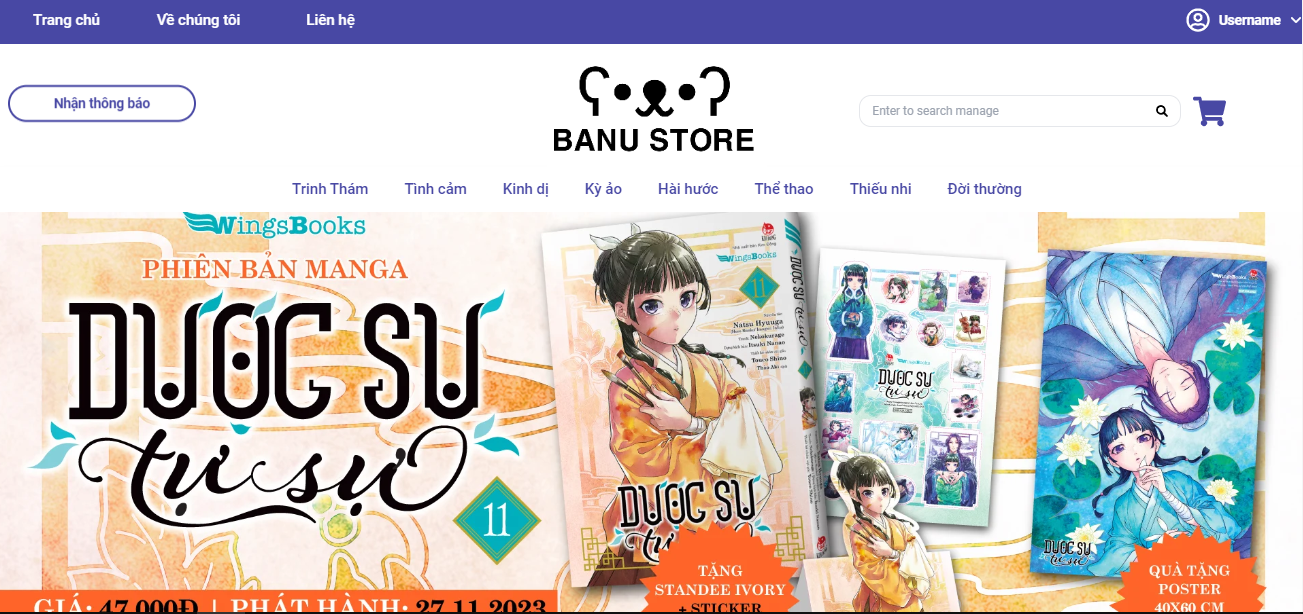 Trang chủ Về chúng tôi Liên hệ Username
Nhận thông báo
BANU STORE
Enter to search manage
Trinh Thám Tình cảm Kinh dị Kỳ ảo Hài hước Thể thao Thiếu nhi Đời thường
WingsBooks
PHIÊN BẢN MANGA
DƯỢC SƯ
tự sự
11
GIÁ: 47.000Đ | PHÁT HÀNH: 27.11.2023
WingsBooks
11
Natsu Hyuuga
Nekokurage
Itsuki Nanao
Touco Shino
DƯỢC SƯ
DƯỢC SƯ
tự sự
TẶNG
STANDEE IVORY
+ STICKER
WingsBooks
DƯỢC SƯ
tự sự
WingsBooks
DƯỢC SƯ
tự sự
QUÀ TẶNG
POSTER
40X60 CM